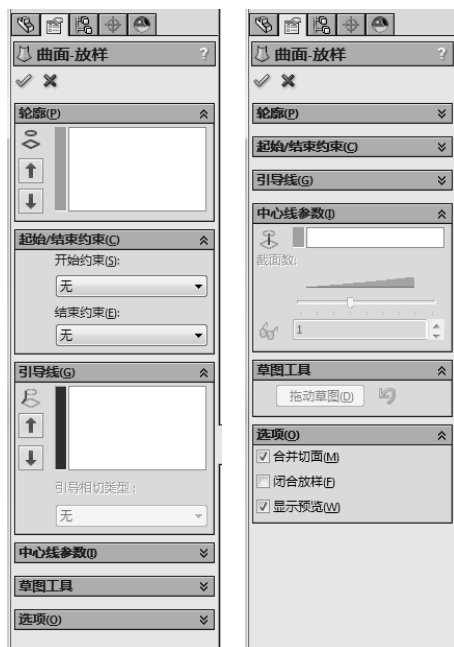 曲面-放样 ?
轮廓(P)
起始/结束约束(C)
开始约束(S):
无
结束约束(E):
无
引导线(G)
引导相切类型:
无
中心线参数(I)
草图工具
选项(O)
曲面-放样 ?
轮廓(P)
起始/结束约束(C)
引导线(G)
中心线参数(I)
截面数:
1
草图工具
拖动草图(D)
选项(O)
合并切面(M)
闭合放样(F)
显示预览(W)